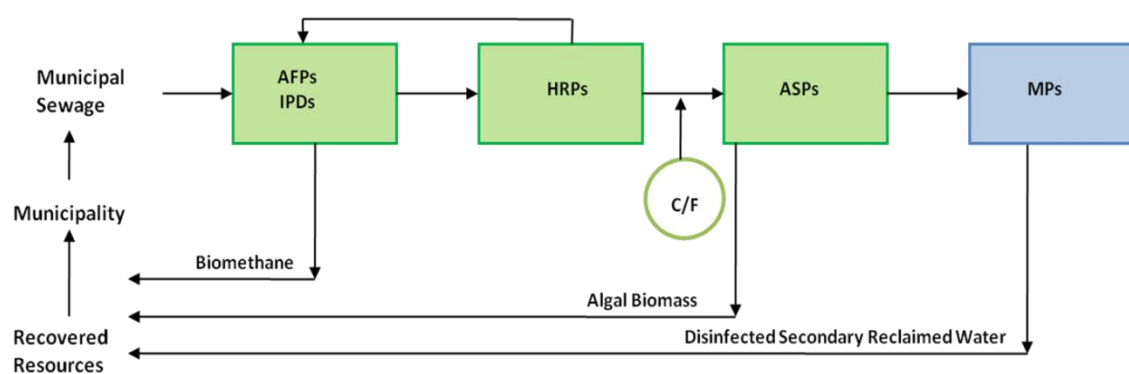 Municipal
Sewage
AFPs
IPDs
HRPs
ASPs
MPs
C/F
Municipality
Biomethane
Algal Biomass
Disinfected Secondary Reclaimed Water
Recovered
Resources